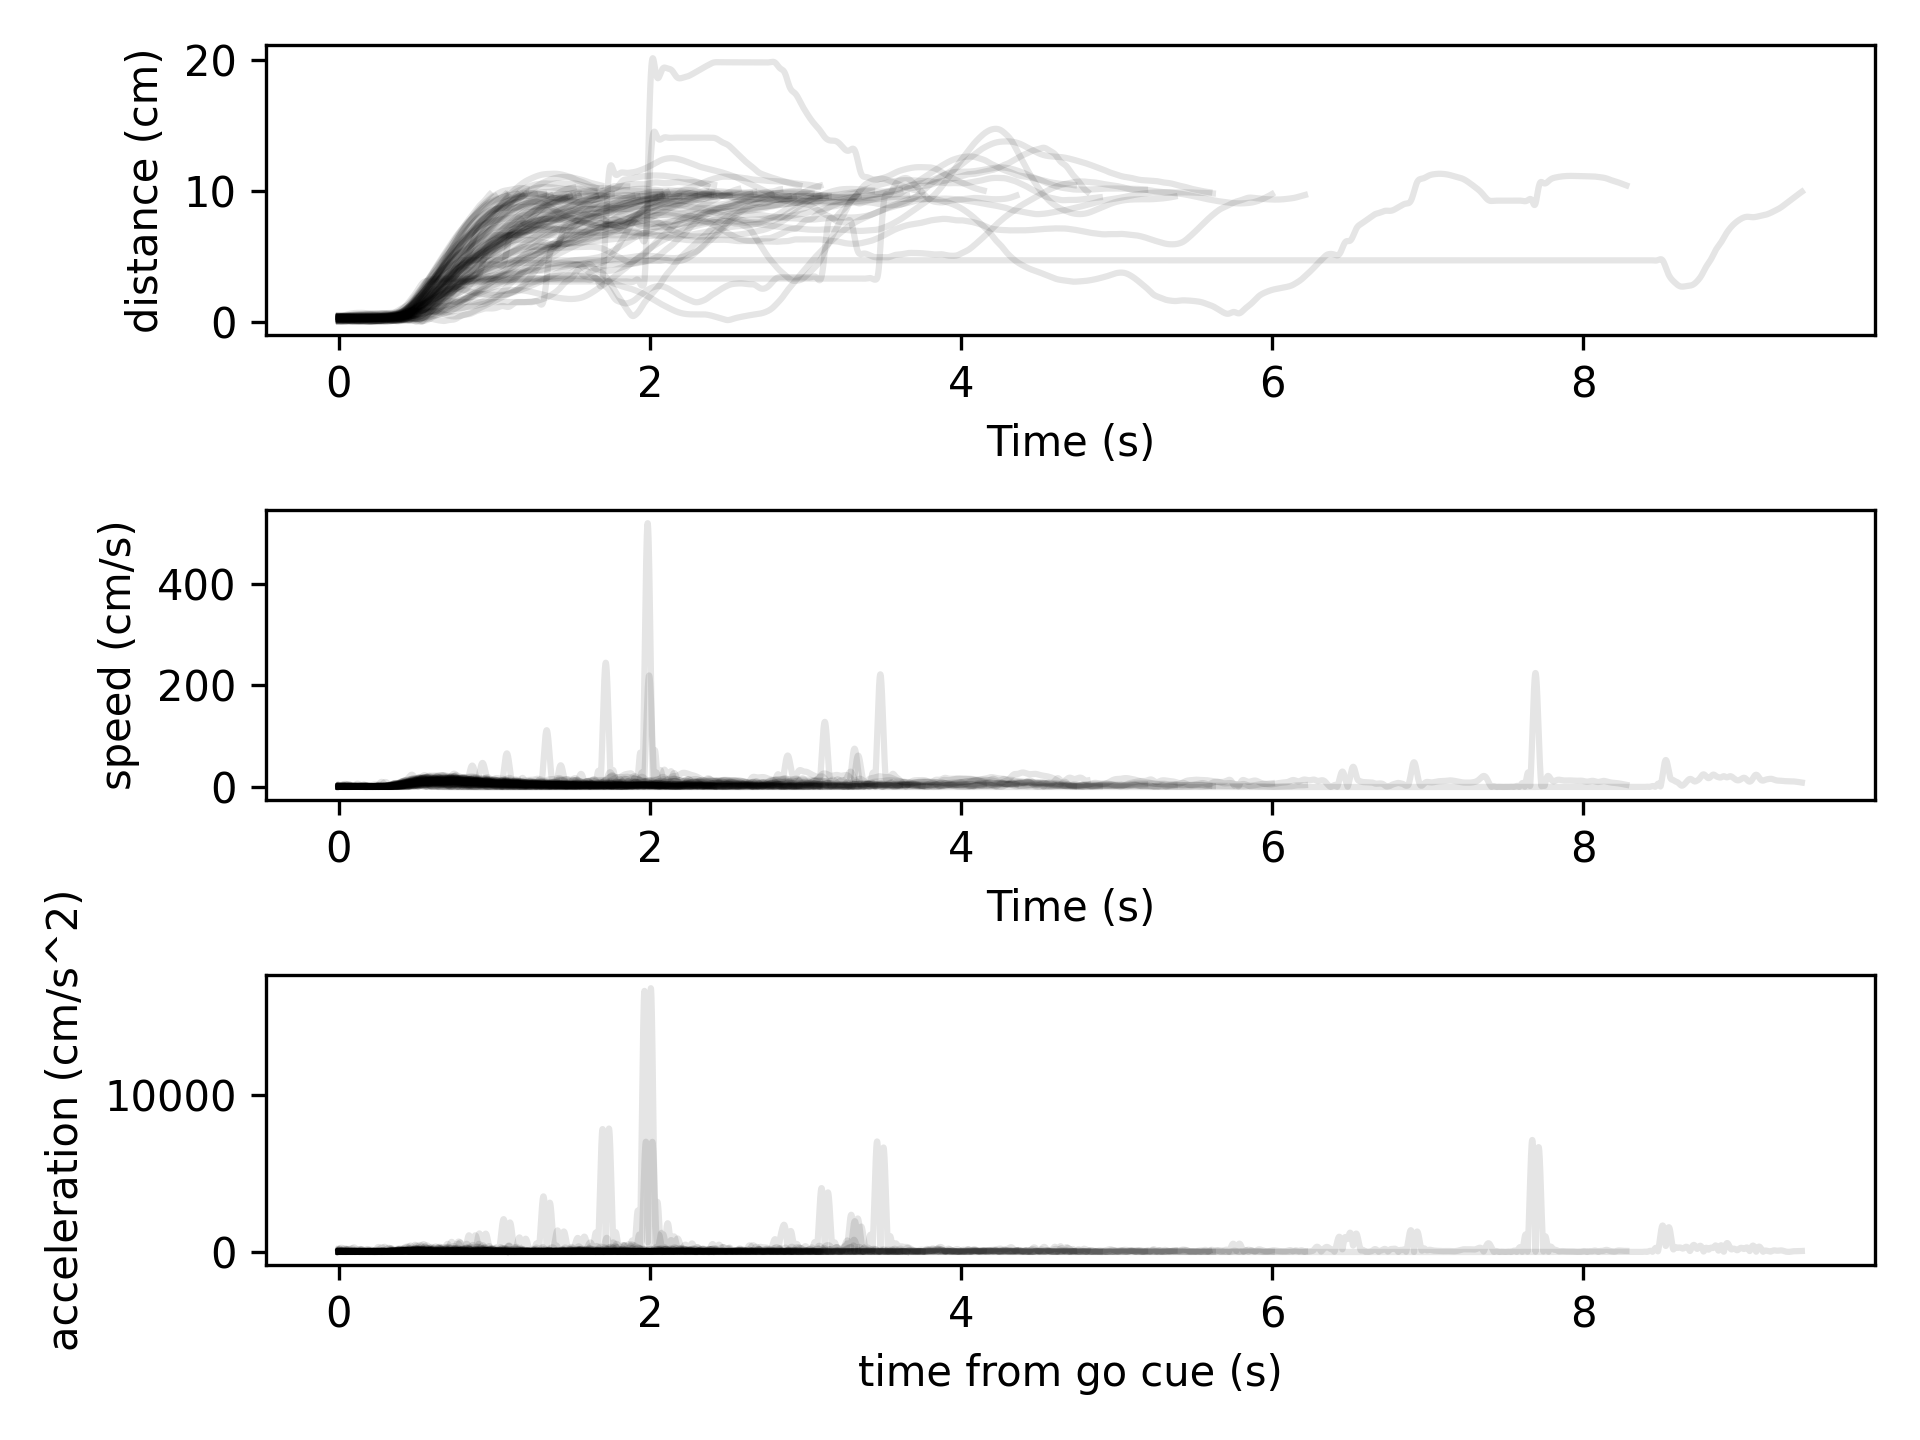 distance (cm)
20
10
0
0 2 4 6 8
Time (s)
speed (cm/s)
400
200
0
0 2 4 6 8
Time (s)
acceleration (cm/s^2)
10000
0
0 2 4 6 8
time from go cue (s)